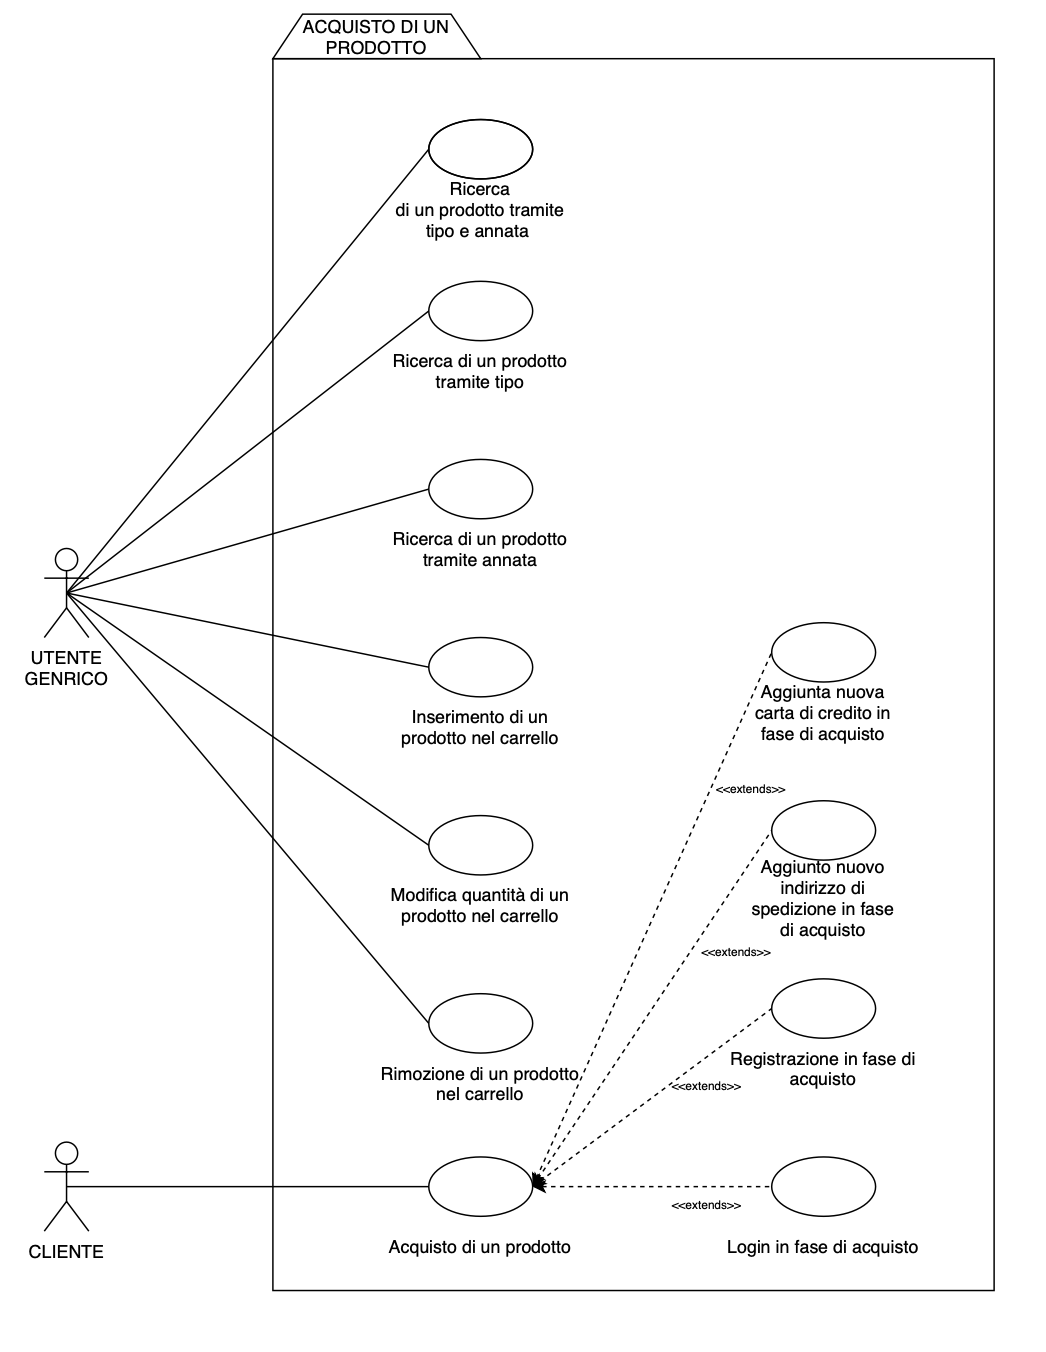 ACQUISTO DI UN
PRODOTTO
Ricerca
di un prodotto tramite
tipo e annata
Ricerca di un prodotto
tramite tipo
Ricerca di un prodotto
tramite annata
UTENTE
GENRICO
Inserimento di un
prodotto nel carrello
Aggiunta nuova
carta di credito in
fase di acquisto
<<extends>>
Modifica quantità di un
prodotto nel carrello
Aggiunto nuovo
indirizzo di
spedizione in fase
di acquisto
<<extends>>
Rimozione di un prodotto
nel carrello
Registrazione in fase di
acquisto
<<extends>>
CLIENTE
Acquisto di un prodotto
<<extends>>
Login in fase di acquisto